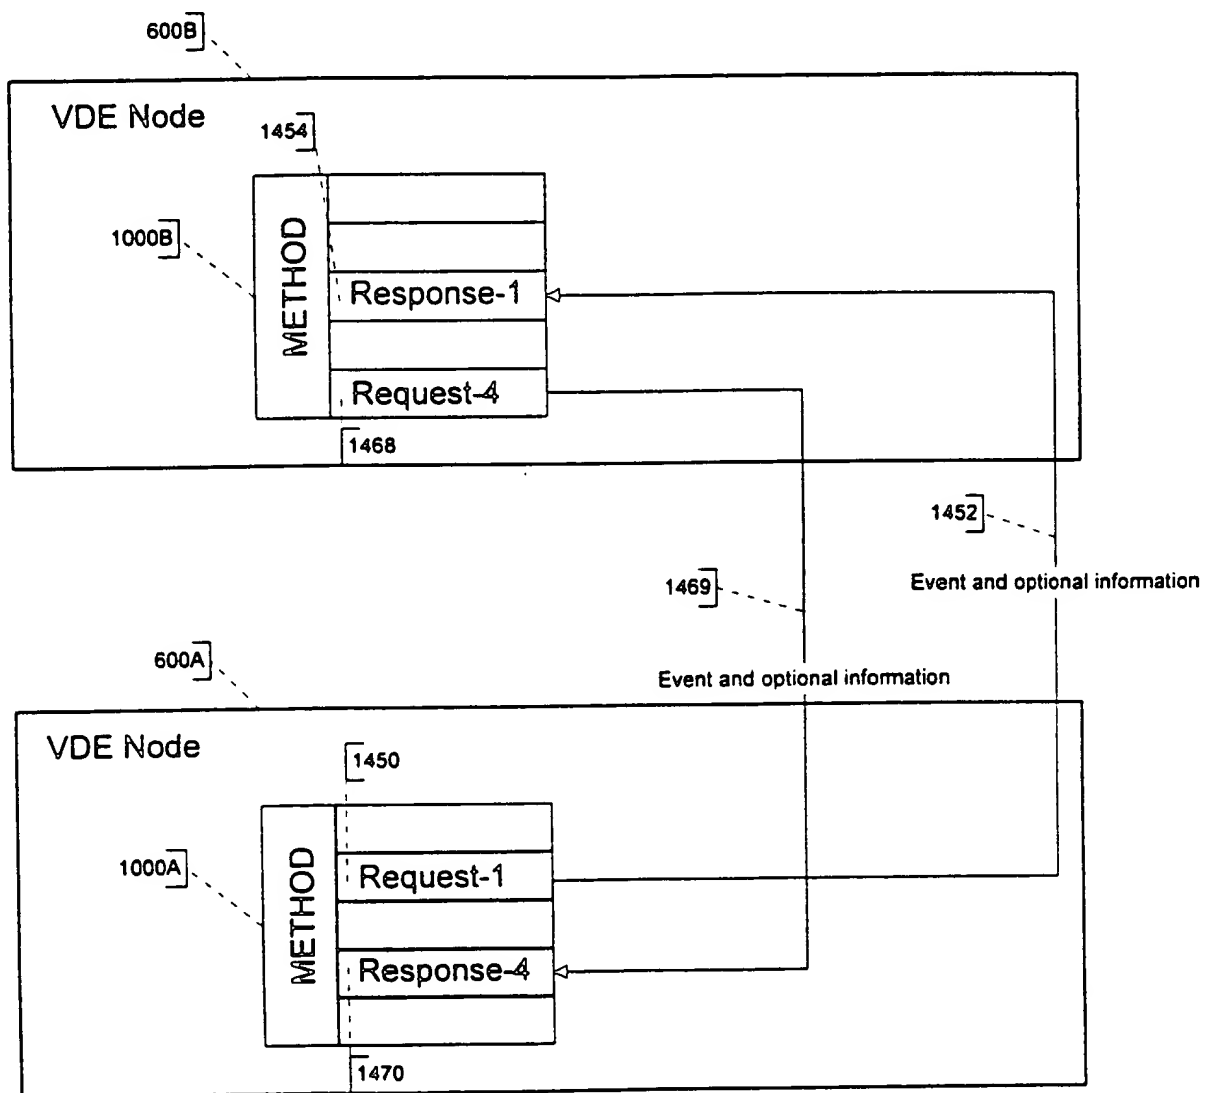 600B
VDE Node
1454
1000B
METHOD
Response-1
Request-4
1468
1452
Event and optional information
1469
600A
Event and optional information
VDE Node
1450
1000A
METHOD
Request-1
Response-4
1470